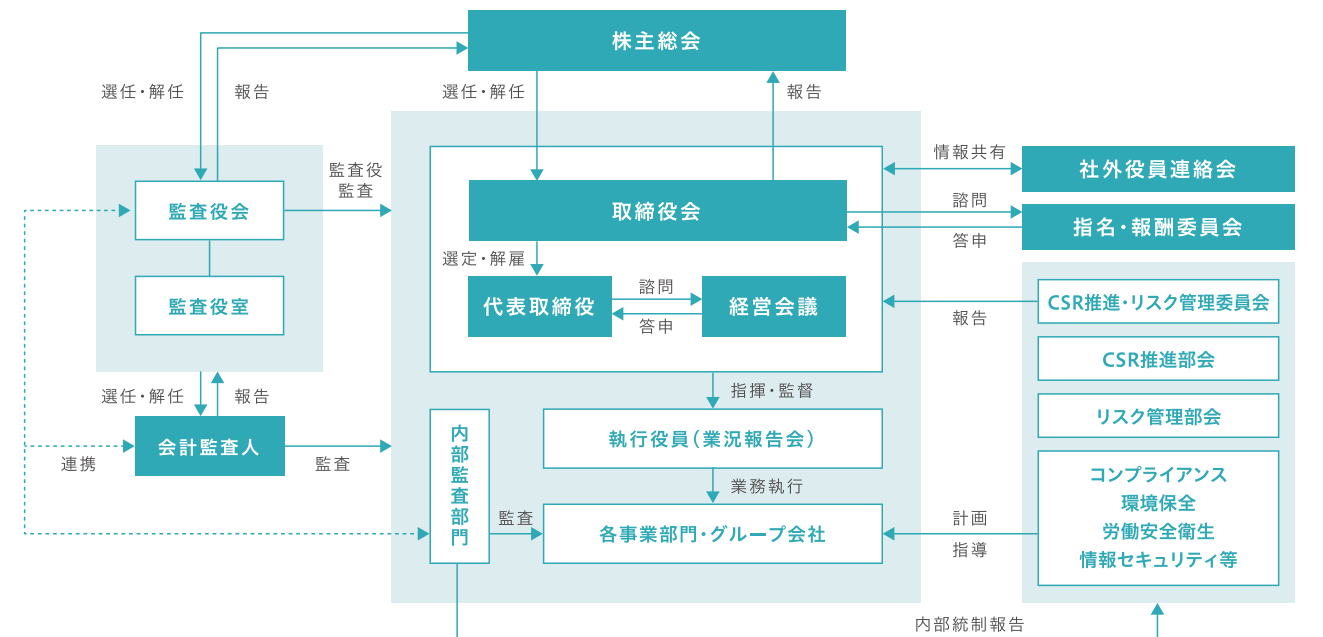 株主総会
選任・解任
報告
選任・解任
報告
監査役
監査
情報共有
社外役員連絡会
監査役会
取締役会
諮問
指名・報酬委員会
答申
選定・解雇
監査役室
代表取締役
諮問
答申
経営会議
報告
CSR推進・リスク管理委員会
CSR推進部会
選任・解任
報告
指揮・監督
リスク管理部会
会計監査人
連携
監査
内部監査部門
執行役員（業況報告会）
業務執行
監査
各事業部門・グループ会社
計画
指導
コンプライアンス
環境保全
労働安全衛生
情報セキュリティ等
内部統制報告